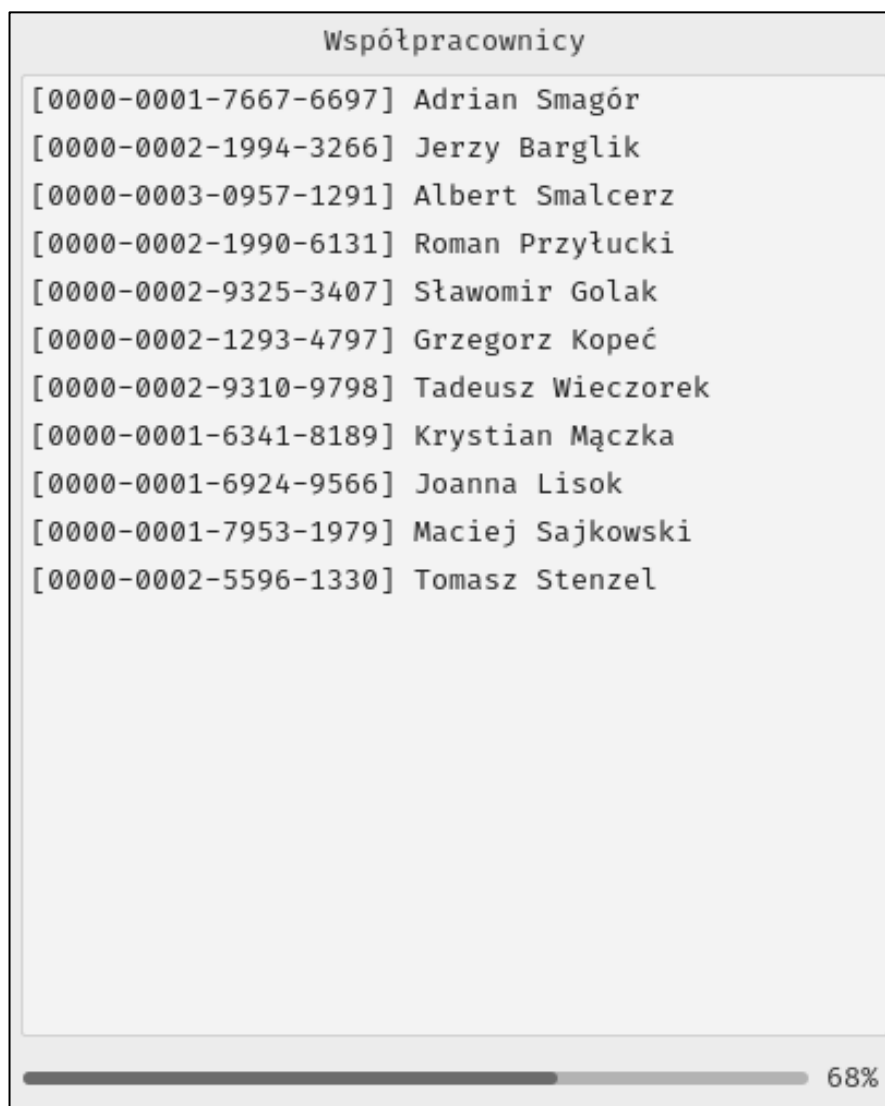 Współpracownicy
[0000-0001-7667-6697] Adrian Smagór
[0000-0002-1994-3266] Jerzy Barglik
[0000-0003-0957-1291] Albert Smalcerz
[0000-0002-1990-6131] Roman Przyłucki
[0000-0002-9325-3407] Sławomir Golak
[0000-0002-1293-4797] Grzegorz Kopeć
[0000-0002-9310-9798] Tadeusz Wieczorek
[0000-0001-6341-8189] Krystian Mączka
[0000-0001-6924-9566] Joanna Lisok
[0000-0001-7953-1979] Maciej Sajkowski
[0000-0002-5596-1330] Tomasz Stenzel
68%